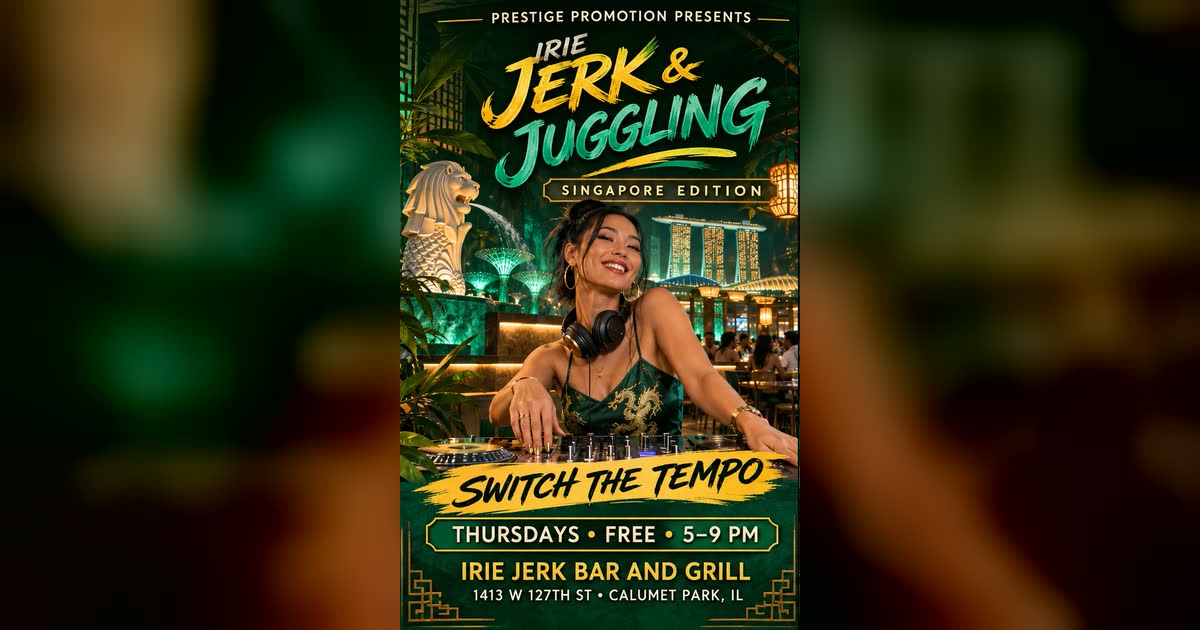 PRESTIGE PROMOTION PRESENTS
IRIE
JERK &
JUGGLING
SINGAPORE EDITION
SWITCH THE TEMPO
THURSDAYS • FREE • 5–9 PM
IRIE JERK BAR AND GRILL
1413 W 127TH ST • CALUMET PARK, IL